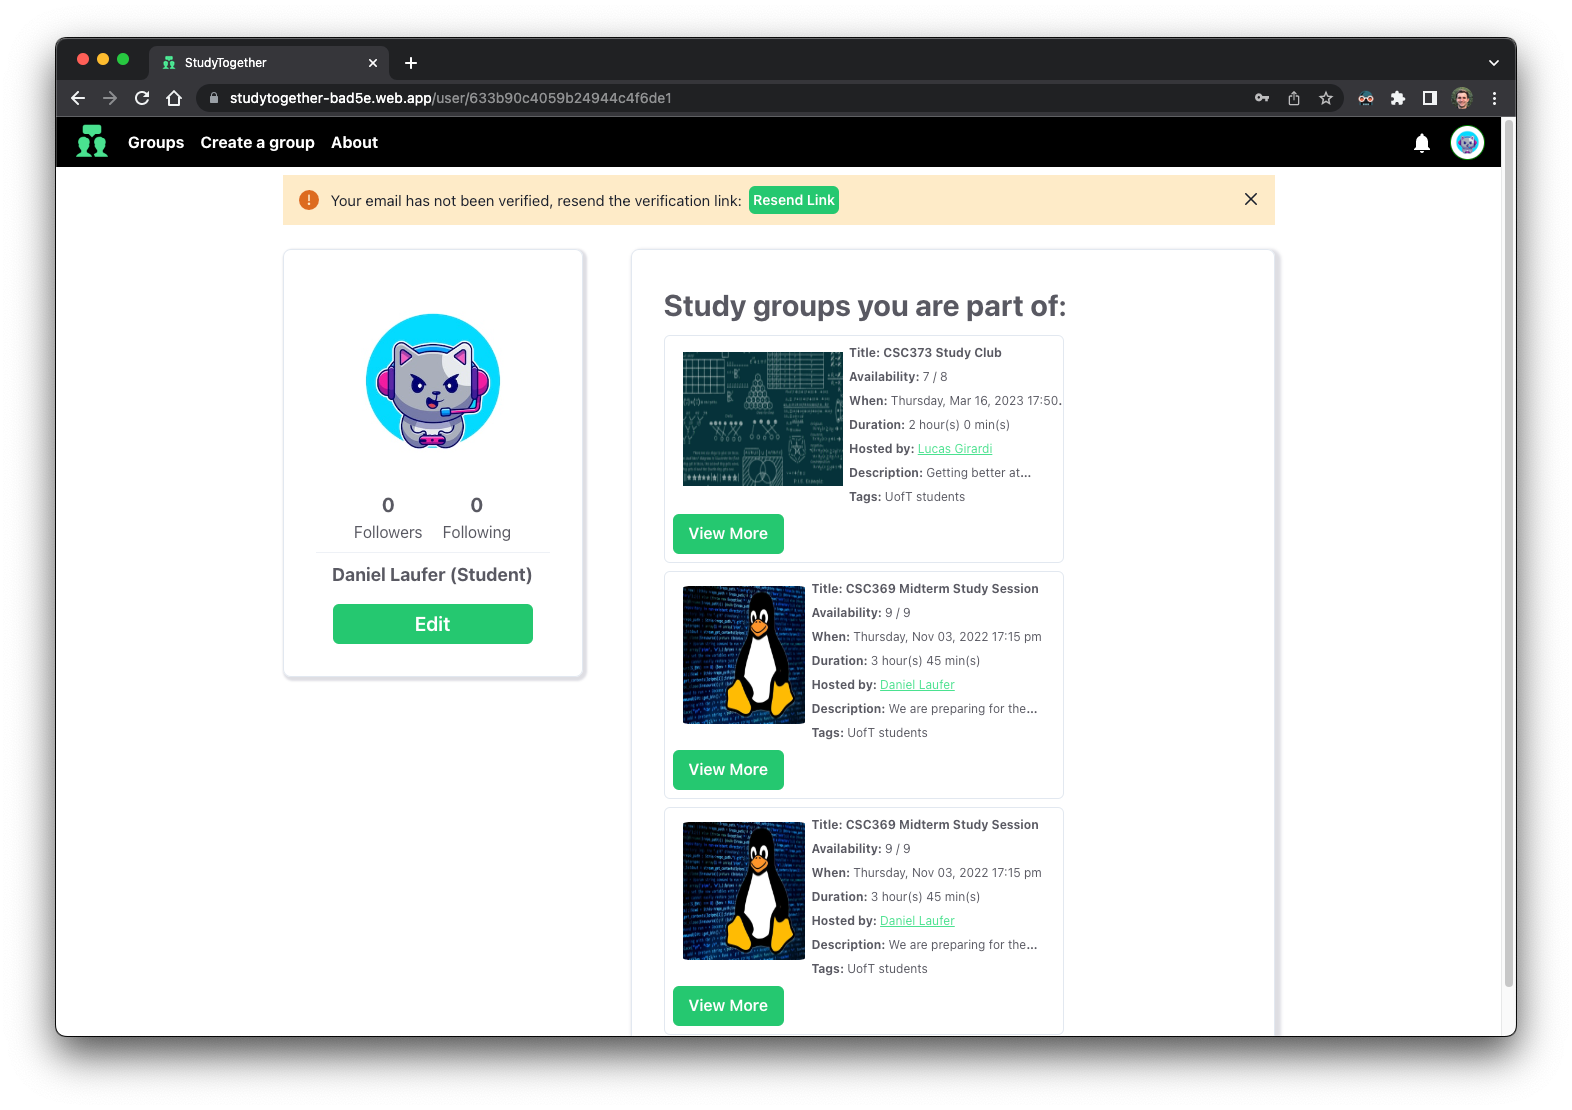 StudyTogether
studytogether-bad5e.web.app/user/633b90c4059b24944c4f6de1
Groups Create a group About
Your email has not been verified, resend the verification link: Resend Link
0 0
Followers Following
Daniel Laufer (Student)
Edit
Study groups you are part of:
Title: CSC373 Study Club
Availability: 7 / 8
When: Thursday, Mar 16, 2023 17:50.
Duration: 2 hour(s) 0 min(s)
Hosted by: Lucas Girardi
Description: Getting better at...
Tags: UofT students
View More
Title: CSC369 Midterm Study Session
Availability: 9 / 9
When: Thursday, Nov 03, 2022 17:15 pm
Duration: 3 hour(s) 45 min(s)
Hosted by: Daniel Laufer
Description: We are preparing for the...
Tags: UofT students
View More
Title: CSC369 Midterm Study Session
Availability: 9 / 9
When: Thursday, Nov 03, 2022 17:15 pm
Duration: 3 hour(s) 45 min(s)
Hosted by: Daniel Laufer
Description: We are preparing for the...
Tags: UofT students
View More